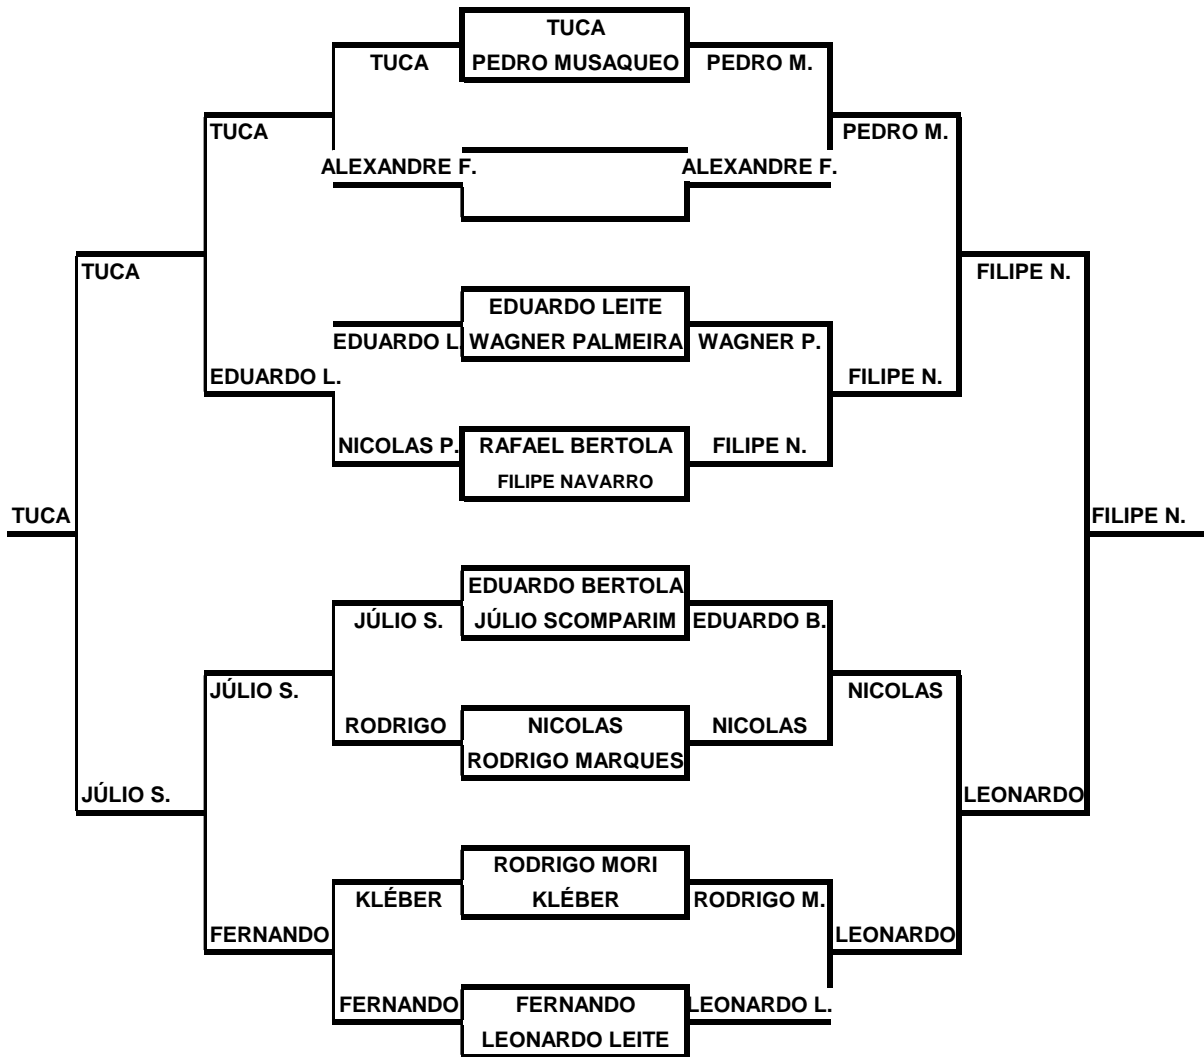 TUCA
TUCA PEDRO MUSAQUEO PEDRO M.
TUCA PEDRO M.
ALEXANDRE F. ALEXANDRE F.
TUCA FILIPE N.
EDUARDO LEITE
EDUARDO L. WAGNER PALMEIRA WAGNER P.
EDUARDO L. FILIPE N.
NICOLAS P. RAFAEL BERTOLA FILIPE N.
FILIPE NAVARRO
TUCA FILIPE N.
EDUARDO BERTOLA
JÚLIO S. JÚLIO SCOMPARIM EDUARDO B.
JÚLIO S. NICOLAS
RODRIGO NICOLAS NICOLAS
RODRIGO MARQUES
JÚLIO S. LEONARDO
RODRIGO MORI
KLÉBER KLÉBER RODRIGO M.
FERNANDO LEONARDO
FERNANDO FERNANDO LEONARDO L.
LEONARDO LEITE